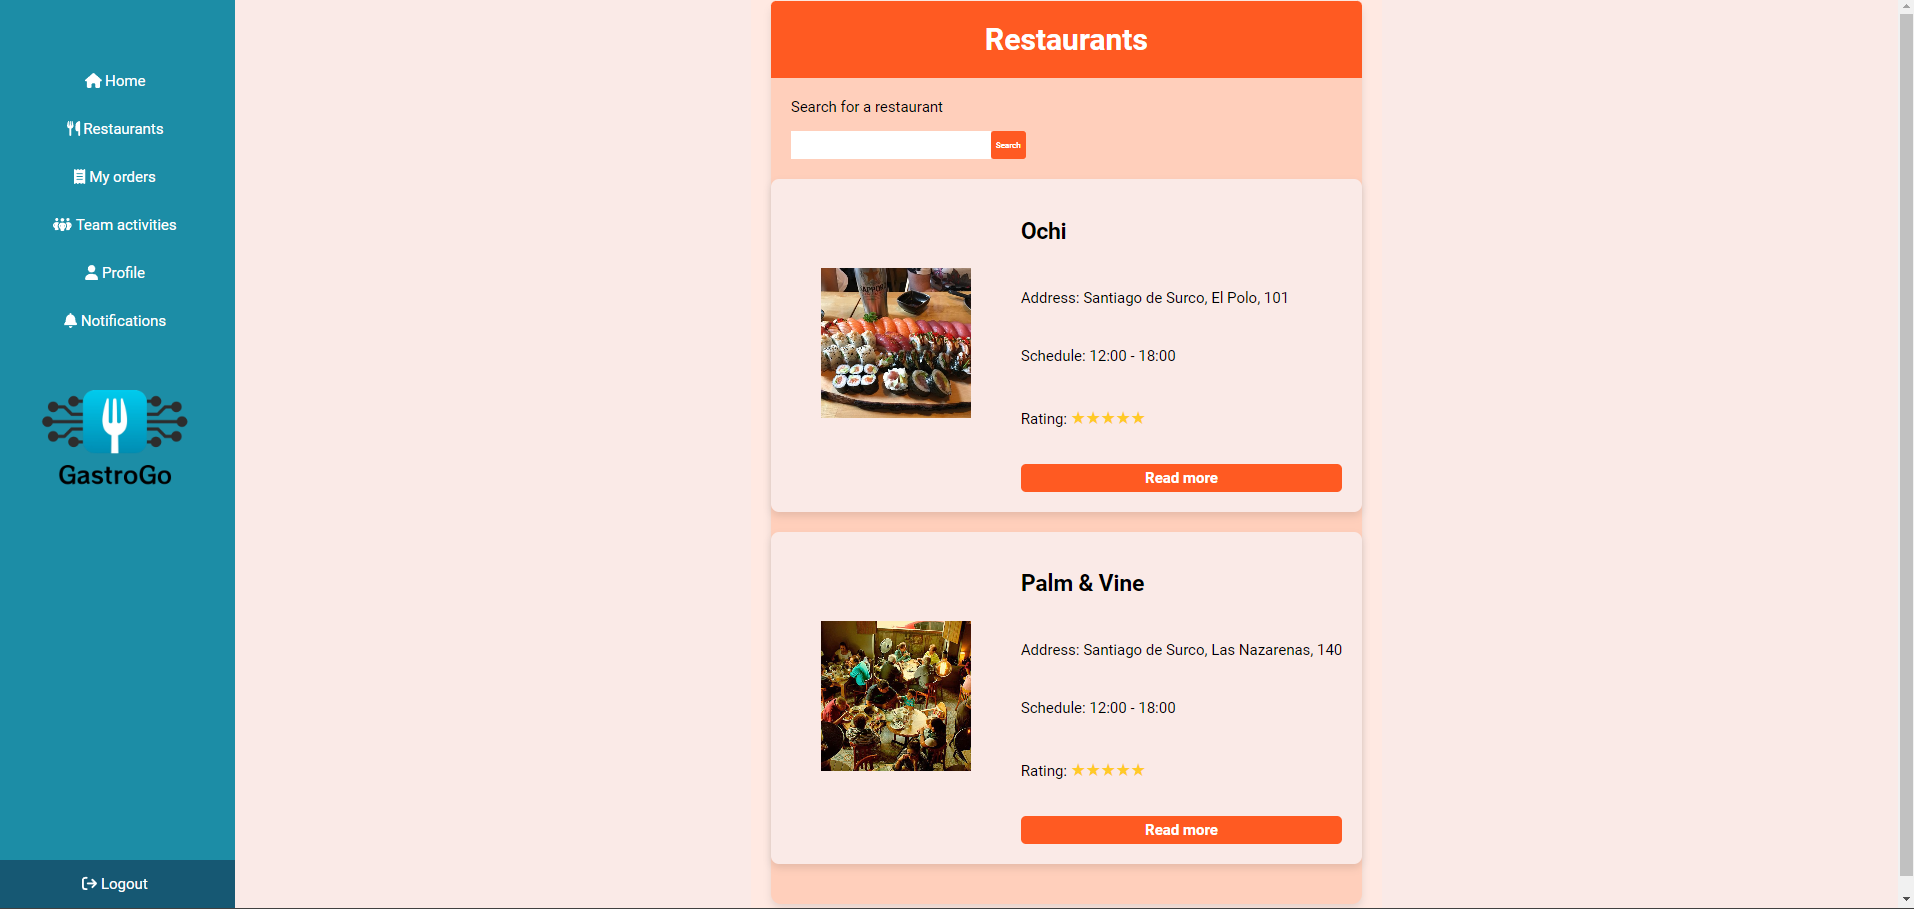 Home
Restaurants
My orders
Team activities
Profile
Notifications
GastroGo
Logout
Restaurants
Search for a restaurant
Search
Ochi
Address: Santiago de Surco, El Polo, 101
Schedule: 12:00 - 18:00
Rating: ★★★★★
Read more
Palm & Vine
Address: Santiago de Surco, Las Nazarenas, 140
Schedule: 12:00 - 18:00
Rating: ★★★★★
Read more